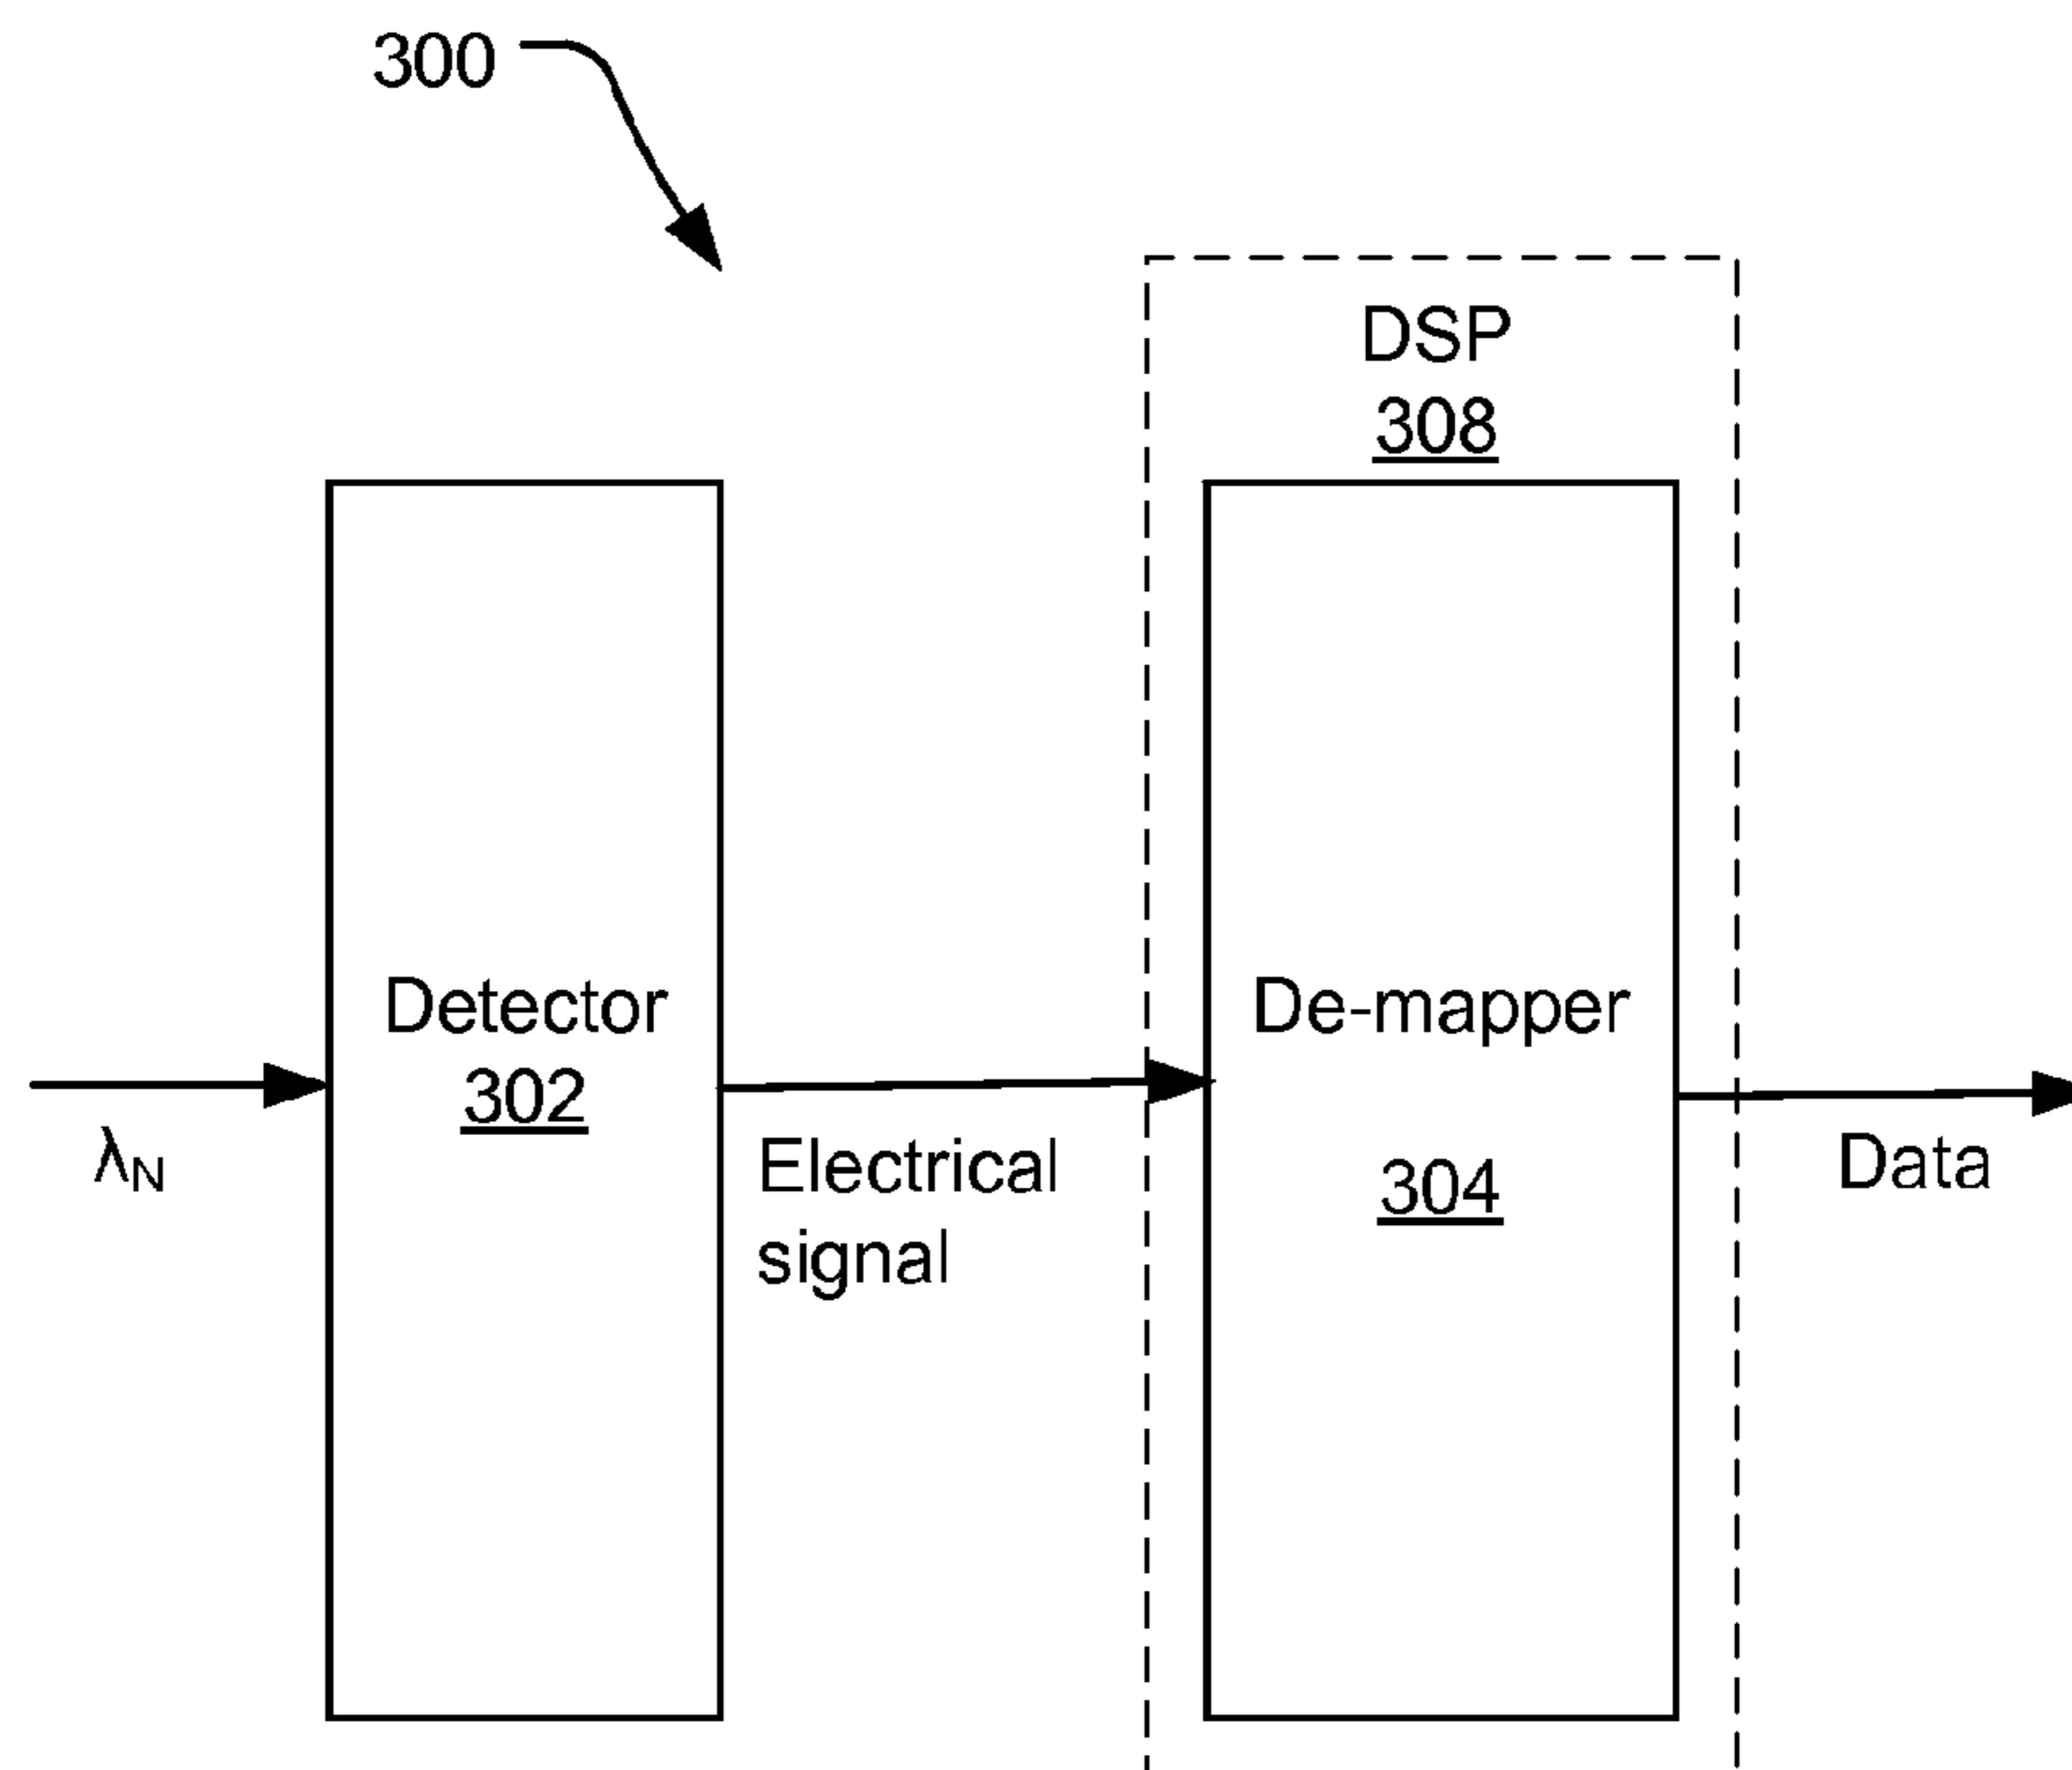 300
DSP
308
Detector
302
De-mapper
304
λN
Electrical
signal
Data